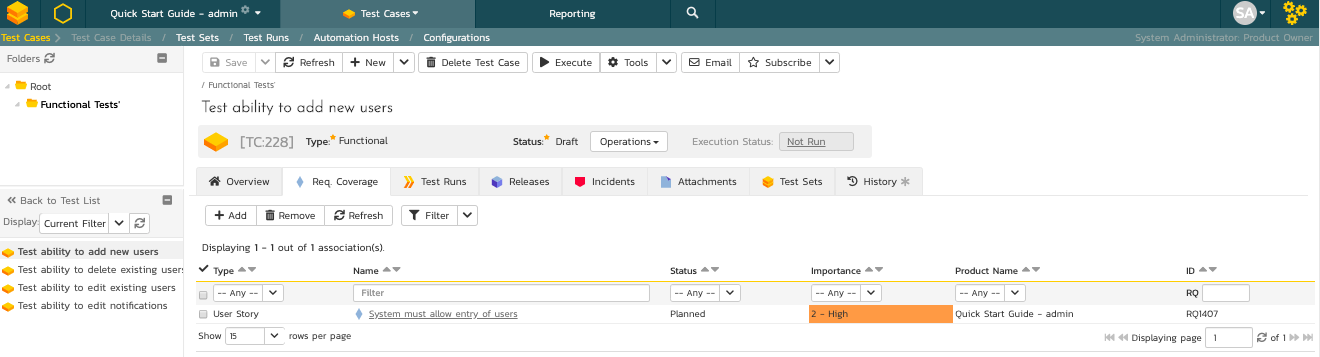 Quick Start Guide - admin Test Cases Reporting SA
Test Cases Test Case Details / Test Sets / Test Runs / Automation Hosts / Configurations System Administrator: Product Owner
Folders
Root
Functional Tests'
Save Refresh New Delete Test Case Execute Tools Email Subscribe
/ Functional Tests'
Test ability to add new users
[TC:228] Type: Functional Status: Draft Operations Execution Status: Not Run
Overview Req. Coverage Test Runs Releases Incidents Attachments Test Sets History
Back to Test List
Display: Current Filter
Test ability to add new users
Test ability to delete existing users
Test ability to edit existing users
Test ability to edit notifications
Add Remove Refresh Filter
Displaying 1 - 1 out of 1 association(s).
Type Name Status Importance Product Name ID
-- Any -- Filter -- Any -- -- Any -- -- Any -- RQ
User Story System must allow entry of users Planned 2 - High Quick Start Guide - admin RQ1407
Show 15 rows per page Displaying page 1 of 1